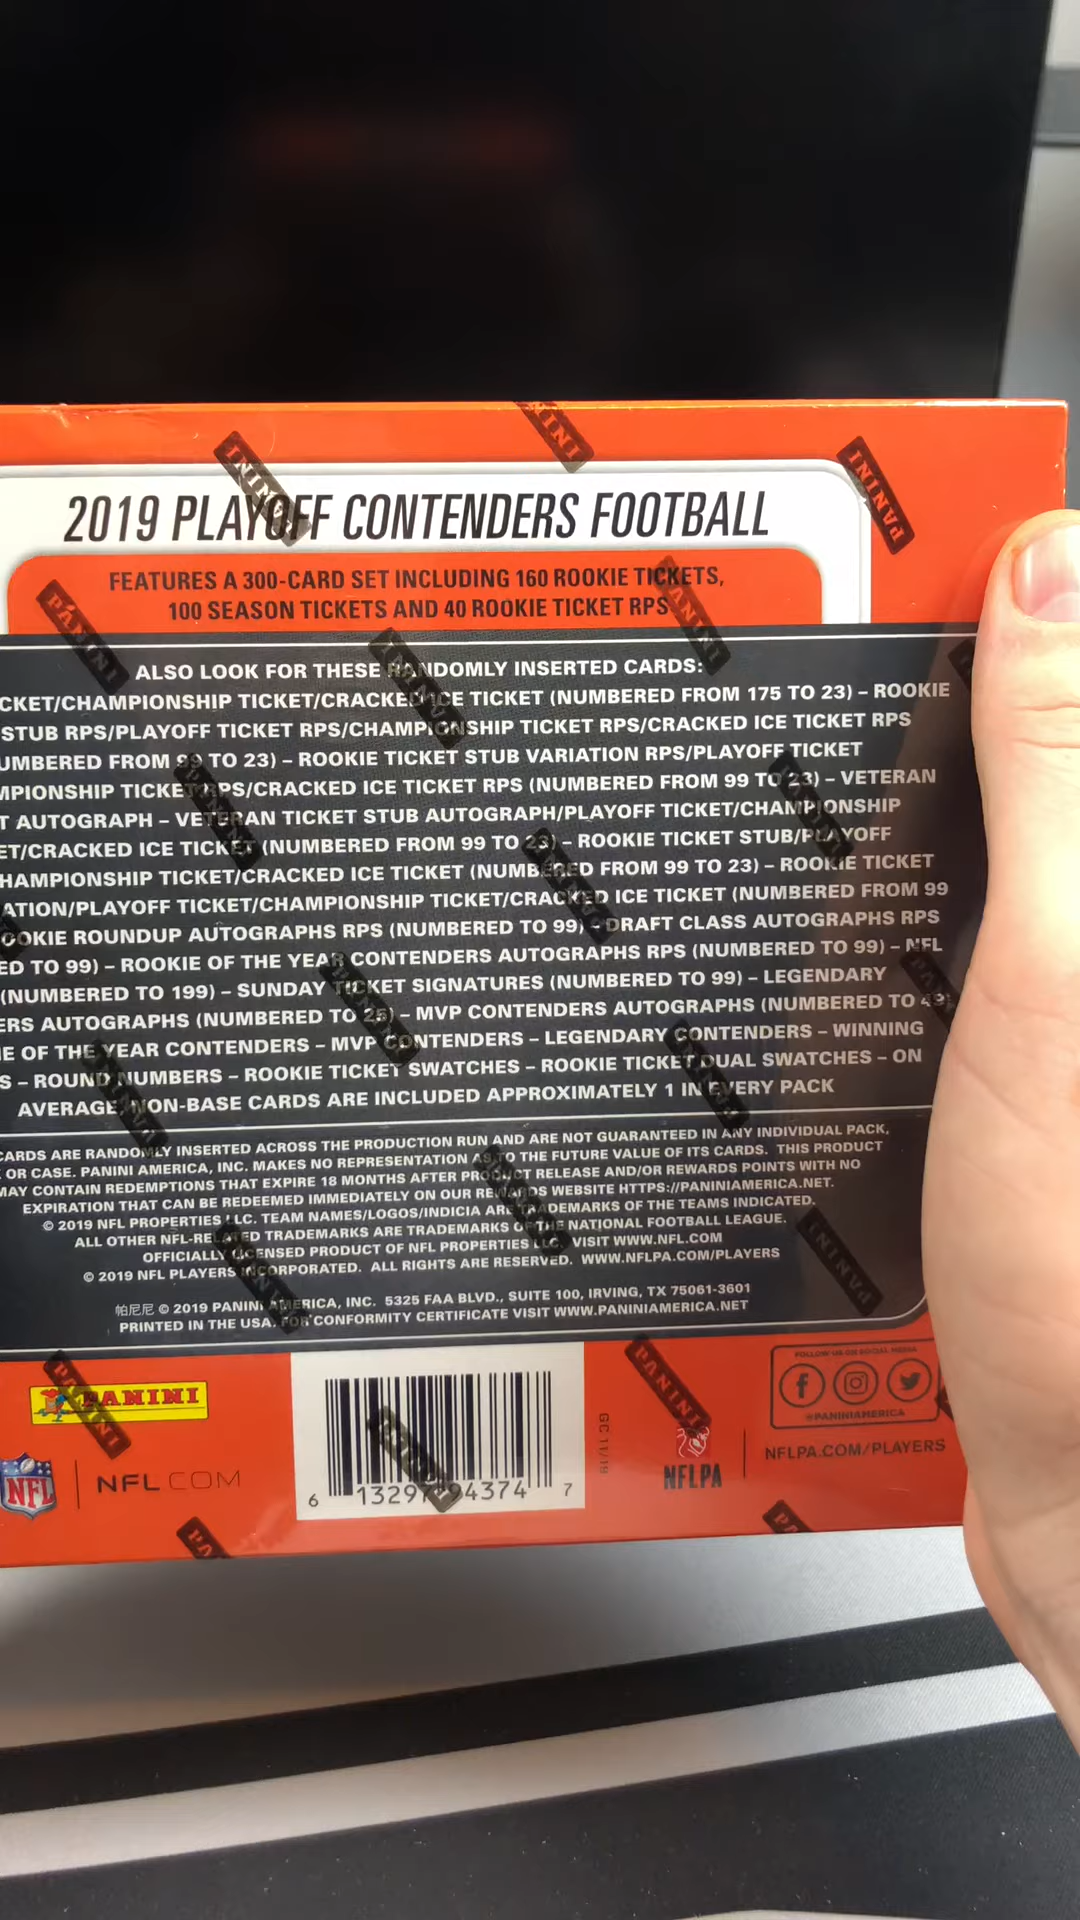 2019 PLAYOFF CONTENDERS FOOTBALL
FEATURES A 300-CARD SET INCLUDING 160 ROOKIE TICKETS,
100 SEASON TICKETS AND 40 ROOKIE TICKET RPS
ALSO LOOK FOR THESE RANDOMLY INSERTED CARDS:
CKET/CHAMPIONSHIP TICKET/CRACKED ICE TICKET (NUMBERED FROM 175 TO 23) – ROOKIE
STUB RPS/PLAYOFF TICKET RPS/CHAMPIONSHIP TICKET RPS/CRACKED ICE TICKET RPS
UMBERED FROM 99 TO 23) – ROOKIE TICKET STUB VARIATION RPS/PLAYOFF TICKET
MPIONSHIP TICKET RPS/CRACKED ICE TICKET RPS (NUMBERED FROM 99 TO 23) – VETERAN
T AUTOGRAPH – VETERAN TICKET STUB AUTOGRAPH/PLAYOFF TICKET/CHAMPIONSHIP
ET/CRACKED ICE TICKET (NUMBERED FROM 99 TO 23) – ROOKIE TICKET STUB/PLAYOFF
HAMPIONSHIP TICKET/CRACKED ICE TICKET (NUMBERED FROM 99 TO 23) – ROOKIE TICKET
ATION/PLAYOFF TICKET/CHAMPIONSHIP TICKET/CRACKED ICE TICKET (NUMBERED FROM 99
OOKIE ROUNDUP AUTOGRAPHS RPS (NUMBERED TO 99) – DRAFT CLASS AUTOGRAPHS RPS
ED TO 99) – ROOKIE OF THE YEAR CONTENDERS AUTOGRAPHS RPS (NUMBERED TO 99) – NFL
(NUMBERED TO 199) – SUNDAY TICKET SIGNATURES (NUMBERED TO 99) – LEGENDARY
ERS AUTOGRAPHS (NUMBERED TO 25) – MVP CONTENDERS AUTOGRAPHS (NUMBERED TO 49)
IE OF THE YEAR CONTENDERS – MVP CONTENDERS – LEGENDARY CONTENDERS – WINNING
S – ROUND NUMBERS – ROOKIE TICKET SWATCHES – ROOKIE TICKET DUAL SWATCHES – ON
AVERAGE, NON-BASE CARDS ARE INCLUDED APPROXIMATELY 1 IN EVERY PACK
CARDS ARE RANDOMLY INSERTED ACROSS THE PRODUCTION RUN AND ARE NOT GUARANTEED IN ANY INDIVIDUAL PACK,
OR CASE. PANINI AMERICA, INC. MAKES NO REPRESENTATION AS TO THE FUTURE VALUE OF ITS CARDS. THIS PRODUCT
MAY CONTAIN REDEMPTIONS THAT EXPIRE 18 MONTHS AFTER PRODUCT RELEASE AND/OR REWARDS POINTS WITH NO
EXPIRATION THAT CAN BE REDEEMED IMMEDIATELY ON OUR REWARDS WEBSITE HTTPS://PANINIAMERICA.NET.
© 2019 NFL PROPERTIES LLC. TEAM NAMES/LOGOS/INDICIA ARE TRADEMARKS OF THE TEAMS INDICATED.
ALL OTHER NFL-RELATED TRADEMARKS ARE TRADEMARKS OF THE NATIONAL FOOTBALL LEAGUE.
OFFICIALLY LICENSED PRODUCT OF NFL PROPERTIES LLC. VISIT WWW.NFL.COM
© 2019 NFL PLAYERS INCORPORATED. ALL RIGHTS ARE RESERVED. WWW.NFLPA.COM/PLAYERS
帕尼尼 © 2019 PANINI AMERICA, INC. 5325 FAA BLVD., SUITE 100, IRVING, TX 75061-3601
PRINTED IN THE USA. FOR CONFORMITY CERTIFICATE VISIT WWW.PANINIAMERICA.NET
PANINI
NFL
NFL.COM
6 13297 94374 7
GC 11/19
NFLPA
FOLLOW US ON SOCIAL MEDIA
@PANINIAMERICA
NFLPA.COM/PLAYERS